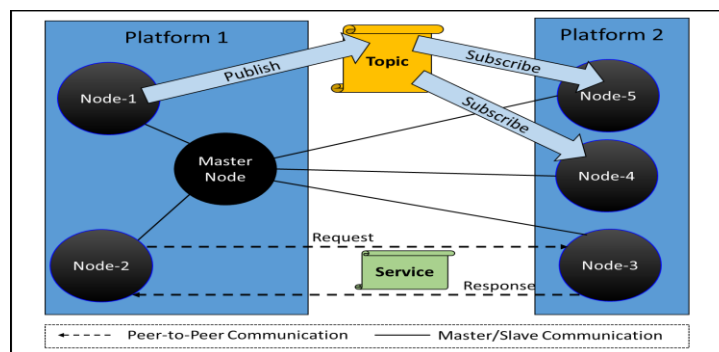 Platform 1
Platform 2
Publish
Topic
Subscribe
Subscribe
Node-1
Node-5
Master
Node
Node-4
Request
Node-2
Service
Node-3
Response
Peer-to-Peer Communication
Master/Slave Communication